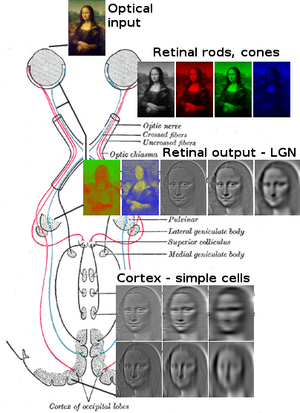 Optical
input
Retinal rods, cones
Optic nerve
Crossed fibers
Uncrossed fibers
Optic chiasma
Retinal output - LGN
Pulvinar
Lateral geniculate body
Superior colliculus
Medial geniculate body
Cortex - simple cells
Cortex of occipital lobes